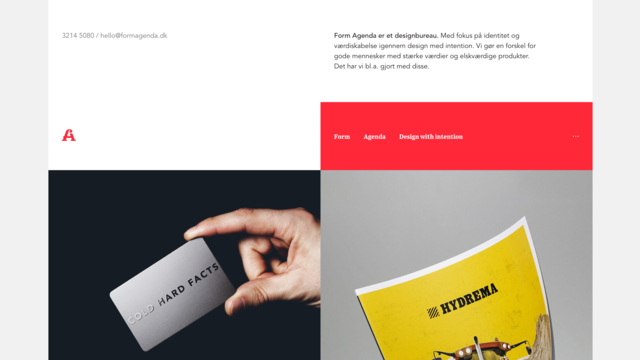 3214 5080 / hello@formagenda.dk
Form Agenda er et designbureau. Med fokus på identitet og
værdiskabelse igennem design med intention. Vi gør en forskel for
gode mennesker med stærke værdier og elskværdige produkter.
Det har vi bl.a. gjort med disse.
Form Agenda Design with intention ...
COLD HARD FACTS
HYDREMA